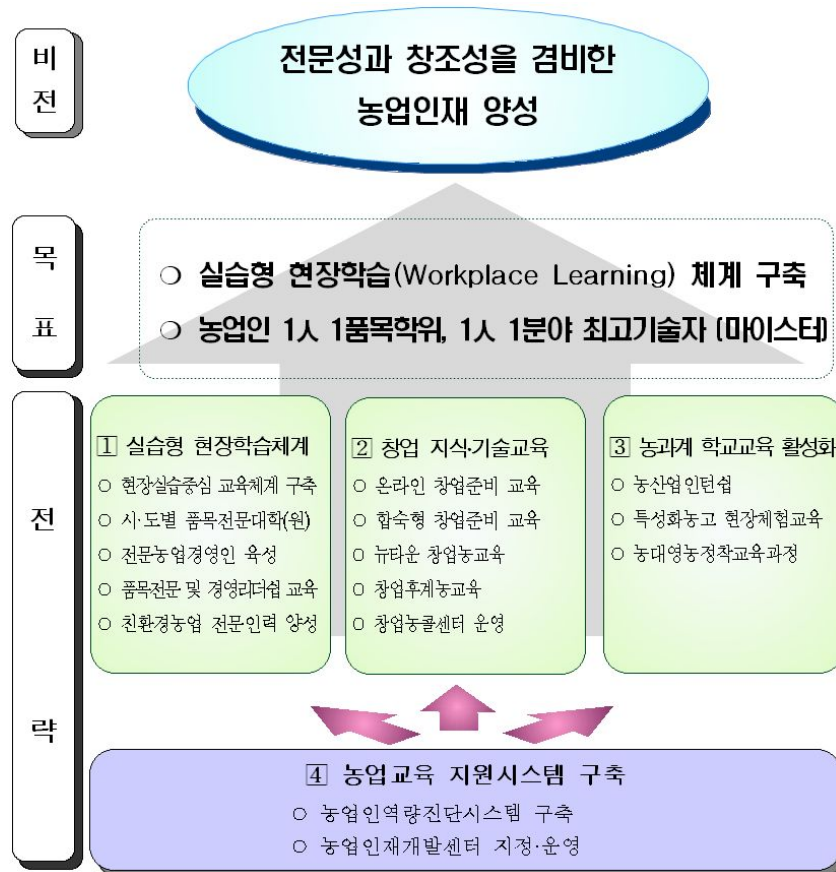 비
전
전문성과 창조성을 겸비한
농업인재 양성
목
표
○ 실습형 현장학습(Workplace Learning) 체계 구축
○ 농업인 1人 1품목학위, 1人 1분야 최고기술자 (마이스터)
전
략
1 실습형 현장학습체계
○ 현장실습중심 교육체계 구축
○ 시·도별 품목전문대학(원)
○ 전문농업경영인 육성
○ 품목전문 및 경영리더쉽 교육
○ 친환경농업 전문인력 양성
2 창업 지식·기술교육
○ 온라인 창업준비 교육
○ 합숙형 창업준비 교육
○ 뉴타운 창업농교육
○ 창업후계농교육
○ 창업농콜센터 운영
3 농과계 학교교육 활성화
○ 농산업인턴쉽
○ 특성화농고 현장체험교육
○ 농대영농정착교육과정
4 농업교육 지원시스템 구축
○ 농업인역량진단시스템 구축
○ 농업인재개발센터 지정·운영